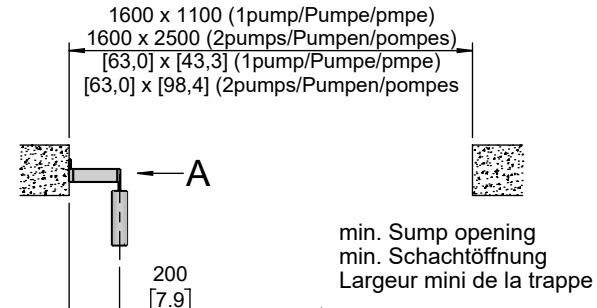 1600 x 1100 (1pump/Pumpe/pmpe)
1600 x 2500 (2pumps/Pumpen/pompes)
[63,0] x [43,3] (1pump/Pumpe/pmpe)
[63,0] x [98,4] (2pumps/Pumpen/pompes
A
min. Sump opening
min. Schachtöffnung
Largeur mini de la trappe
200
[7,9]